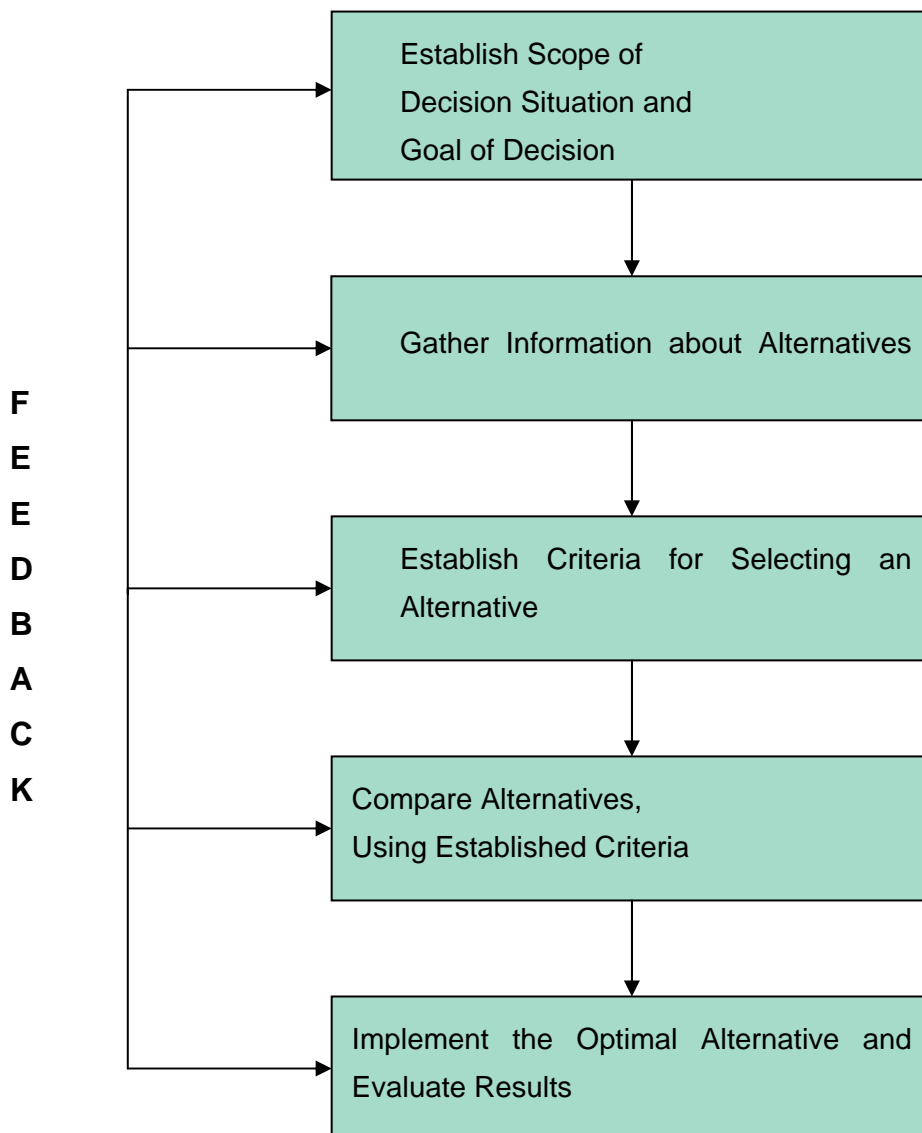 Establish Scope of
Decision Situation and
Goal of Decision
Gather Information about Alternatives
Establish Criteria for Selecting an
Alternative
Compare Alternatives,
Using Established Criteria
Implement the Optimal Alternative and
Evaluate Results
F
E
E
D
B
A
C
K